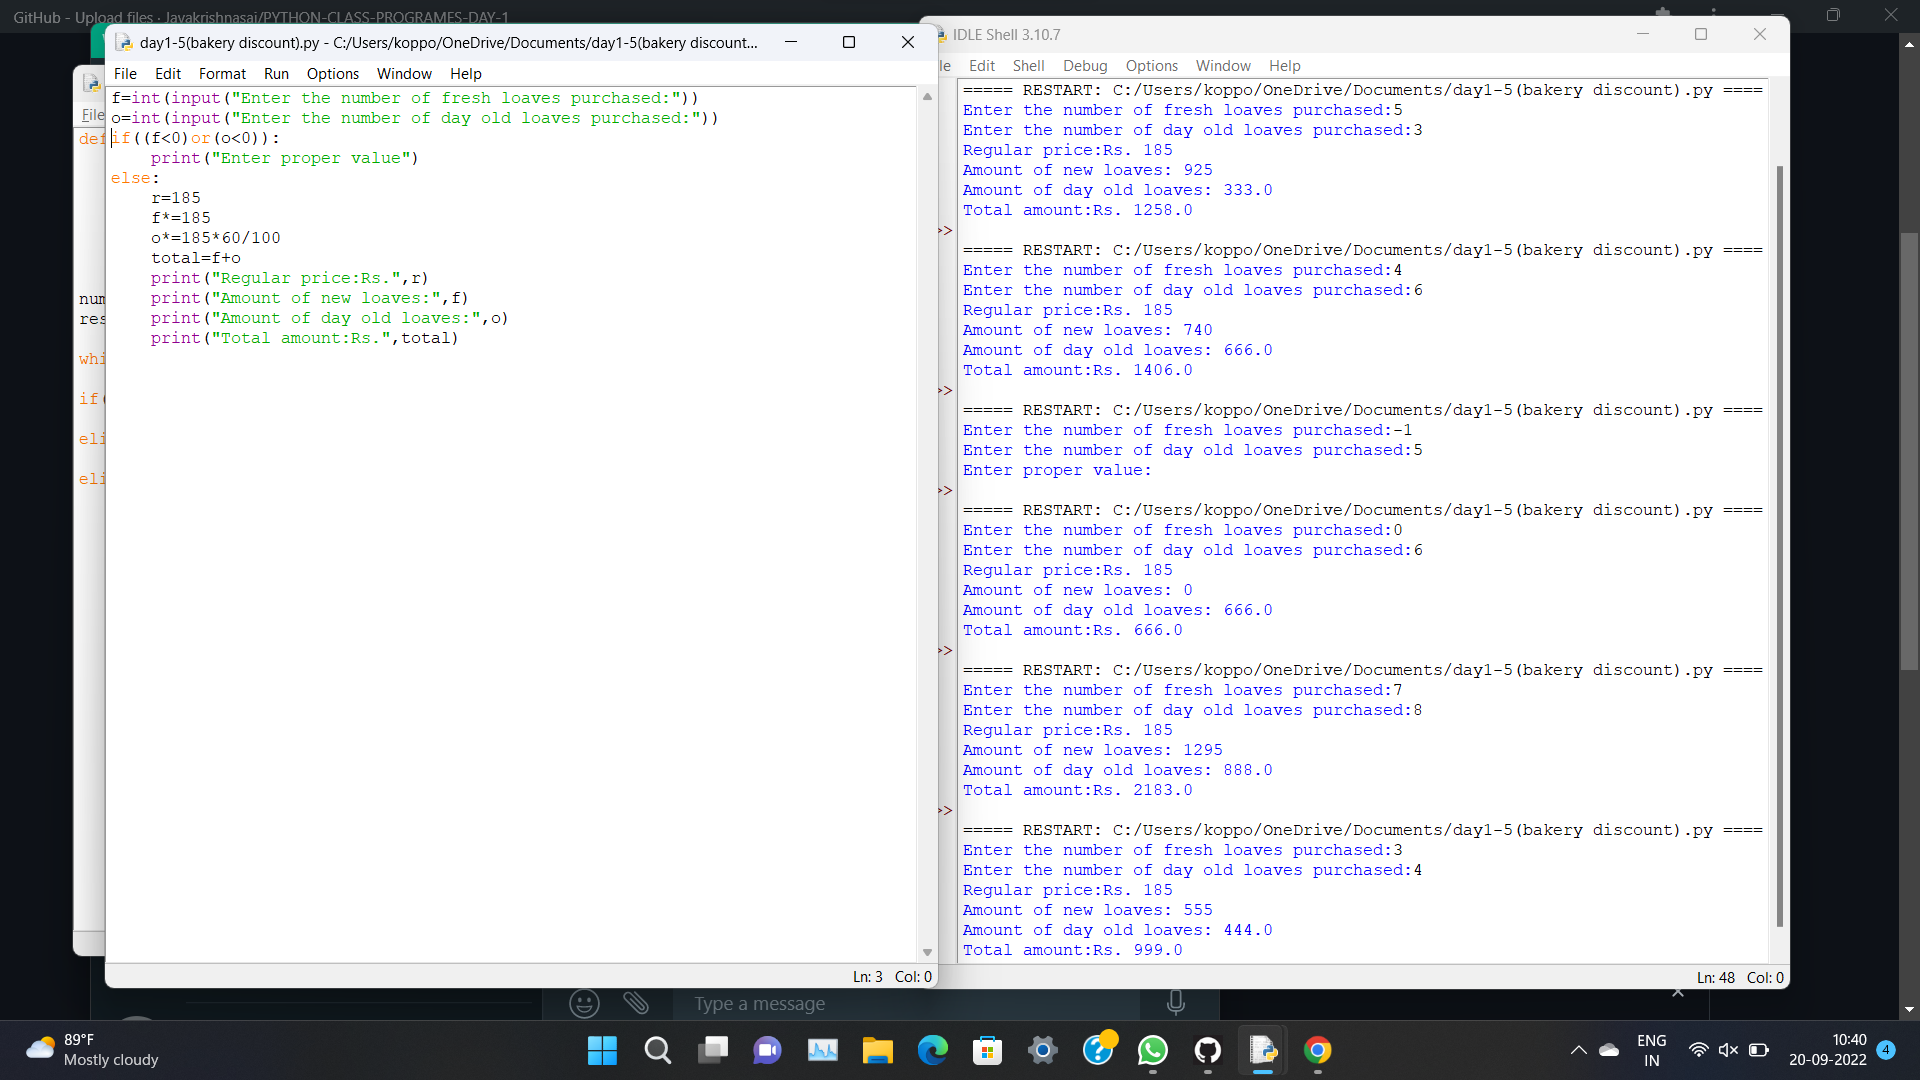 GitHub - Upload files · Javakrishnasai/PYTHON-CLASS-PROGRAMES-DAY-1
day1-5(bakery discount).py - C:/Users/koppo/OneDrive/Documents/day1-5(bakery discount...
File Edit Format Run Options Window Help
f=int(input("Enter the number of fresh loaves purchased:"))
o=int(input("Enter the number of day old loaves purchased:"))
if((f<0)or(o<0)):
    print("Enter proper value")
else:
    r=185
    f*=185
    o*=185*60/100
    total=f+o
    print("Regular price:Rs.",r)
    print("Amount of new loaves:",f)
    print("Amount of day old loaves:",o)
    print("Total amount:Rs.",total)
Ln: 3 Col: 0
File
def
num
res
whi
if
eli
eli
IDLE Shell 3.10.7
le Edit Shell Debug Options Window Help
===== RESTART: C:/Users/koppo/OneDrive/Documents/day1-5(bakery discount).py ====
Enter the number of fresh loaves purchased:5
Enter the number of day old loaves purchased:3
Regular price:Rs. 185
Amount of new loaves: 925
Amount of day old loaves: 333.0
Total amount:Rs. 1258.0
>>
===== RESTART: C:/Users/koppo/OneDrive/Documents/day1-5(bakery discount).py ====
Enter the number of fresh loaves purchased:4
Enter the number of day old loaves purchased:6
Regular price:Rs. 185
Amount of new loaves: 740
Amount of day old loaves: 666.0
Total amount:Rs. 1406.0
>>
===== RESTART: C:/Users/koppo/OneDrive/Documents/day1-5(bakery discount).py ====
Enter the number of fresh loaves purchased:-1
Enter the number of day old loaves purchased:5
Enter proper value:
>>
===== RESTART: C:/Users/koppo/OneDrive/Documents/day1-5(bakery discount).py ====
Enter the number of fresh loaves purchased:0
Enter the number of day old loaves purchased:6
Regular price:Rs. 185
Amount of new loaves: 0
Amount of day old loaves: 666.0
Total amount:Rs. 666.0
>>
===== RESTART: C:/Users/koppo/OneDrive/Documents/day1-5(bakery discount).py ====
Enter the number of fresh loaves purchased:7
Enter the number of day old loaves purchased:8
Regular price:Rs. 185
Amount of new loaves: 1295
Amount of day old loaves: 888.0
Total amount:Rs. 2183.0
>>
===== RESTART: C:/Users/koppo/OneDrive/Documents/day1-5(bakery discount).py ====
Enter the number of fresh loaves purchased:3
Enter the number of day old loaves purchased:4
Regular price:Rs. 185
Amount of new loaves: 555
Amount of day old loaves: 444.0
Total amount:Rs. 999.0
Ln: 48 Col: 0
Type a message
89°F
Mostly cloudy
ENG
IN
10:40
20-09-2022
4